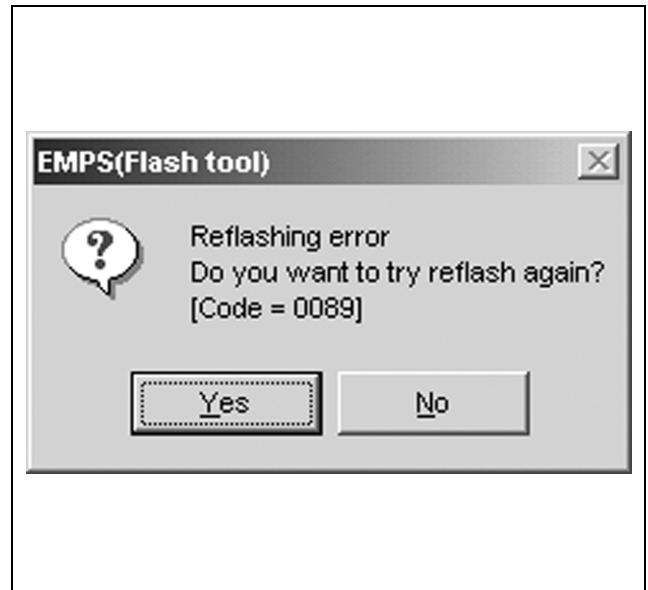 EMPS(Flash tool)
Reflashing error
Do you want to try reflash again?
[Code = 0089]
Yes
No